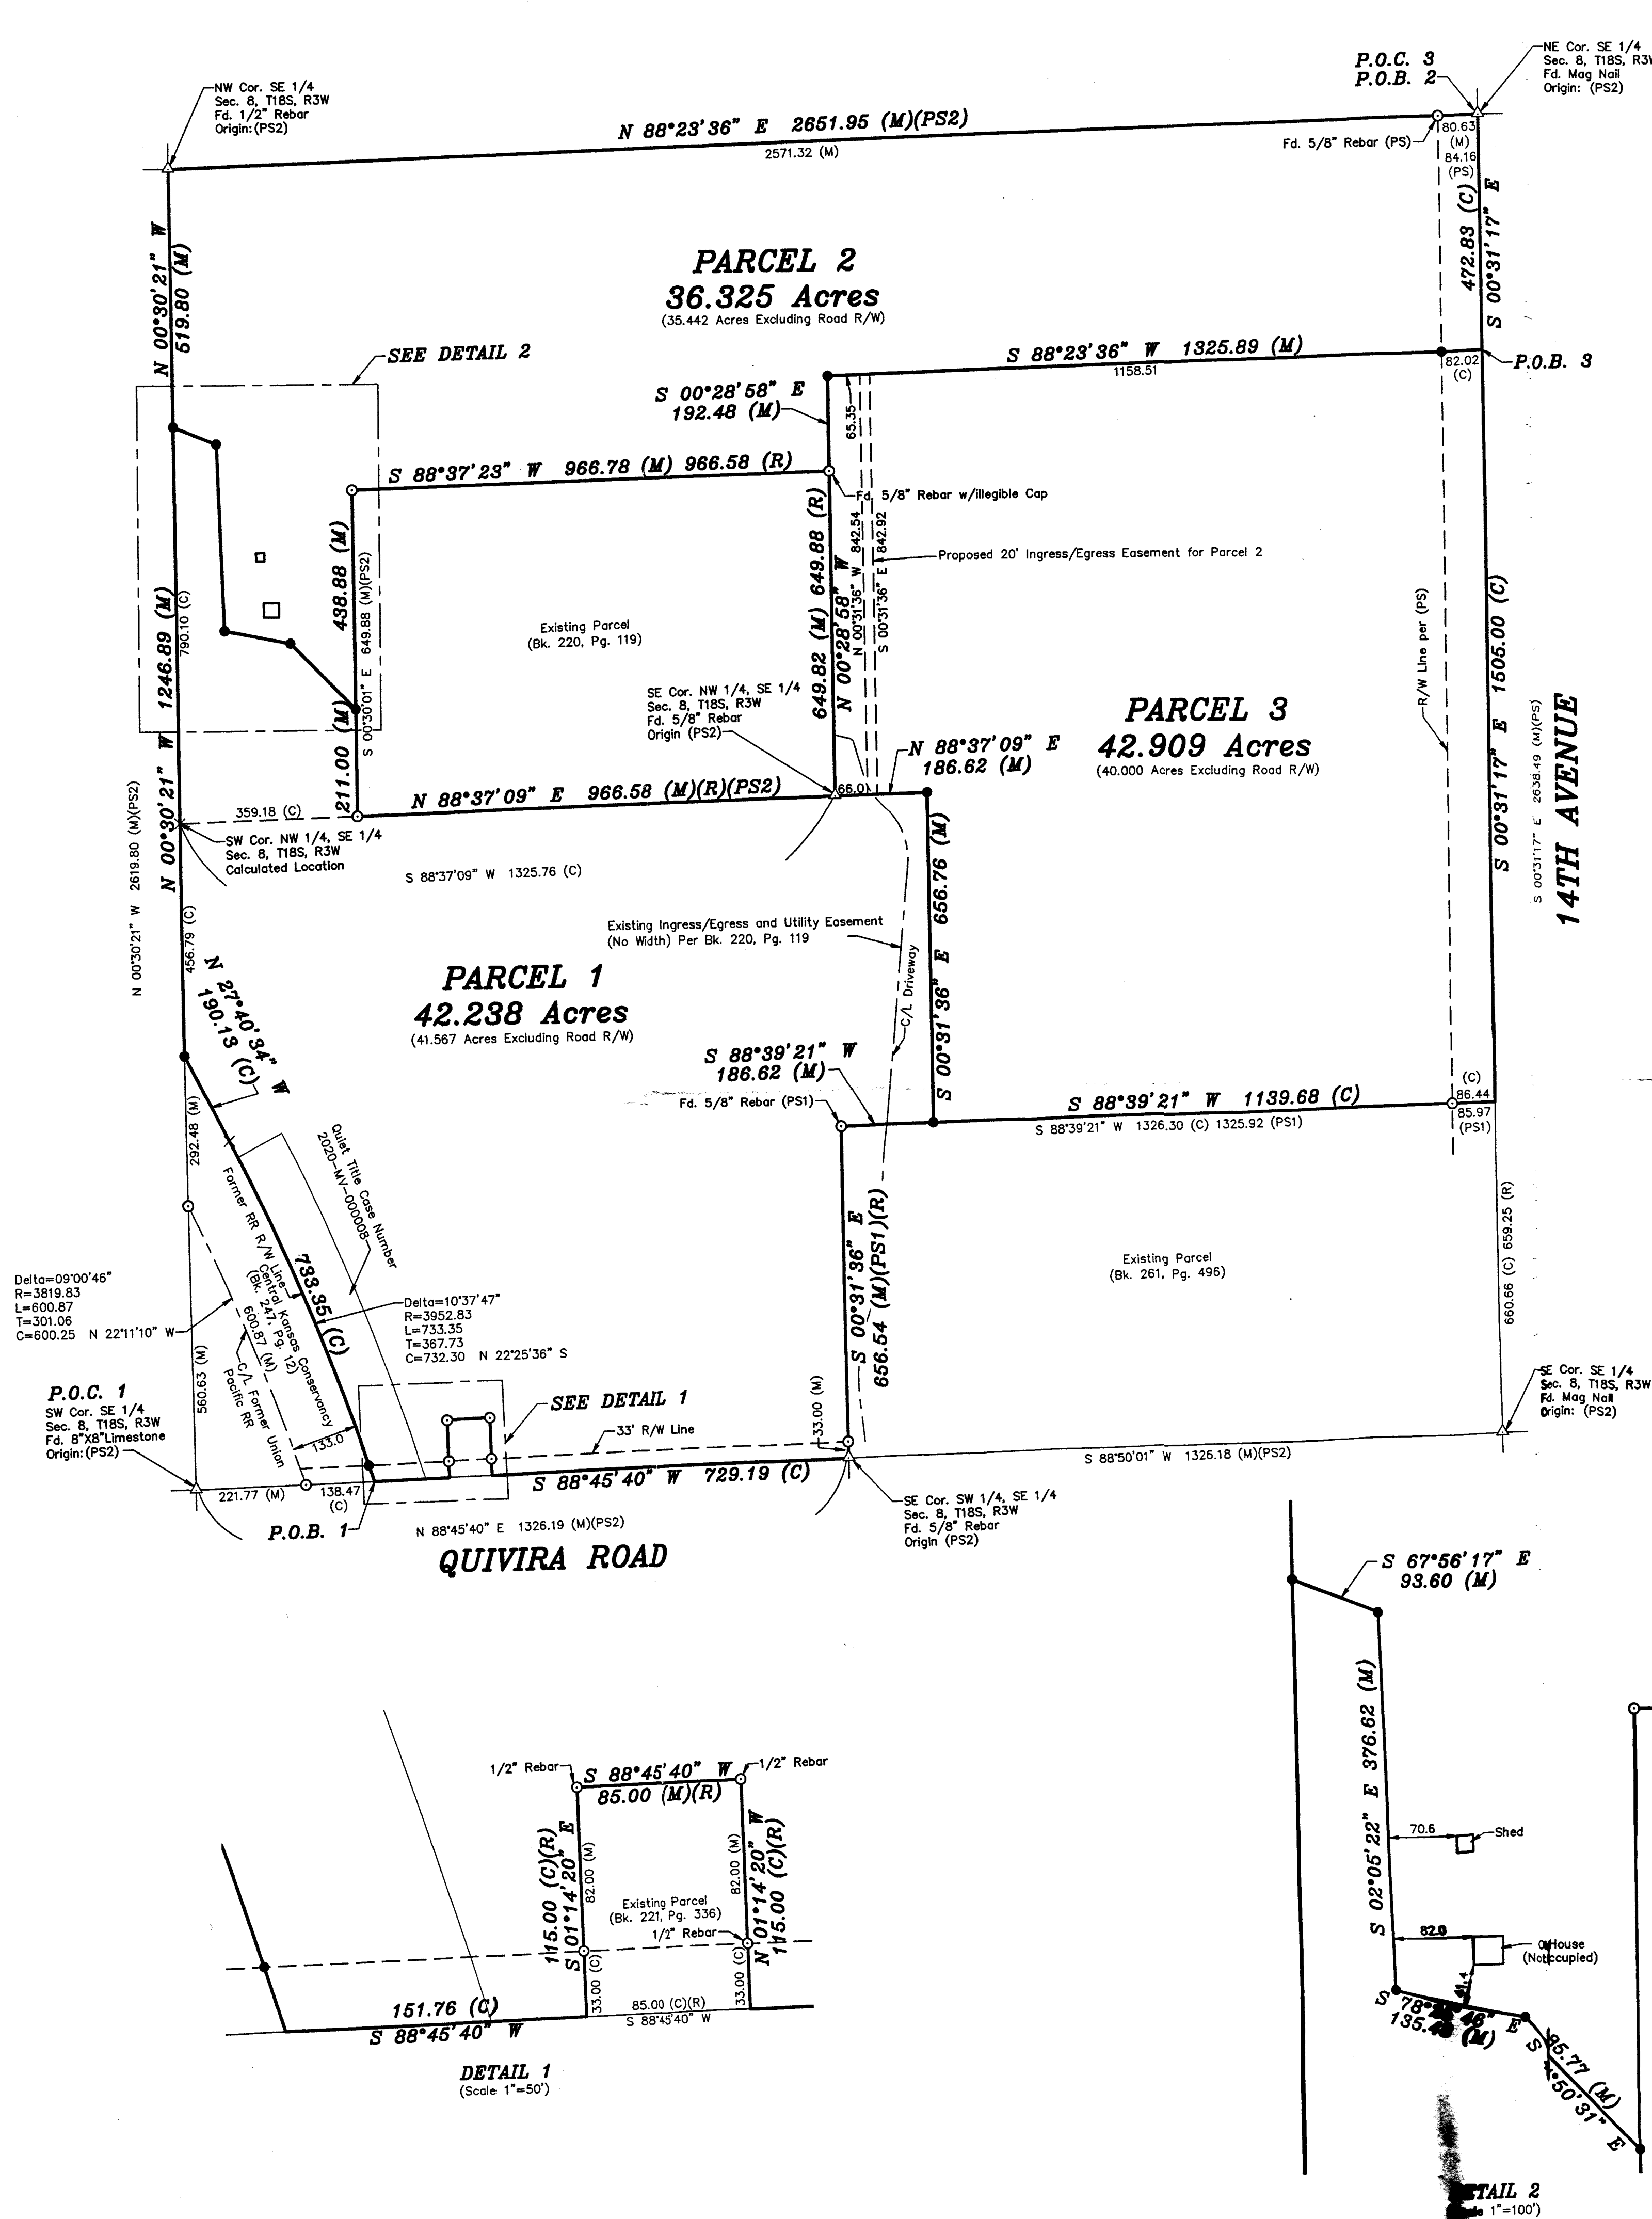 P.O.C. 3
P.O.B. 2
NE Cor. SE 1/4
Sec. 8, T18S, R3W
Fd. Mag Nail
Origin: (PS2)
NW Cor. SE 1/4
Sec. 8, T18S, R3W
Fd. 1/2" Rebar
Origin:(PS2)
N 88°23'36" E 2651.95 (M)(PS2)
2571.32 (M)
Fd. 5/8" Rebar (PS)
80.63
(M)
84.16
(PS)
472.83 (C)
S 00°31'17" E
N 00°30'21" W
519.80 (M)
PARCEL 2
36.325 Acres
(35.442 Acres Excluding Road R/W)
SEE DETAIL 2
S 88°23'36" W 1325.89 (M)
1158.51
82.02
(C)
P.O.B. 3
S 00°28'58" E
192.48 (M)
65.35
S 88°37'23" W 966.78 (M) 966.58 (R)
Fd. 5/8" Rebar w/illegible Cap
438.88 (M)
S 00°30'01" E 649.88 (M)(PS2)
211.00 (M)
649.82 (M) 649.88 (R)
N 00°28'58" W
N 00°31'36" W 842.54
S 00°31'36" E 842.92
Proposed 20' Ingress/Egress Easement for Parcel 2
Existing Parcel
(Bk. 220, Pg. 119)
N 00°30'21" W 1246.89 (M)
790.10 (C)
N 00°30'21" W 2619.80 (M)(PS2)
SE Cor. NW 1/4, SE 1/4
Sec. 8, T18S, R3W
Fd. 5/8" Rebar
Origin (PS2)
R/W Line per (PS)
PARCEL 3
42.909 Acres
(40.000 Acres Excluding Road R/W)
S 00°31'17" E 1505.00 (C)
S 00°31'17" E 2638.49 (M)(PS)
14TH AVENUE
N 88°37'09" E
186.62 (M)
66.0
N 88°37'09" E 966.58 (M)(R)(PS2)
359.18 (C)
SW Cor. NW 1/4, SE 1/4
Sec. 8, T18S, R3W
Calculated Location
S 88°37'09" W 1325.76 (C)
456.79 (C)
Existing Ingress/Egress and Utility Easement
(No Width) Per Bk. 220, Pg. 119
C/L Driveway
S 00°31'36" E 656.76 (M)
PARCEL 1
42.238 Acres
(41.567 Acres Excluding Road R/W)
N 27°40'34" W
190.13 (C)
S 88°39'21" W
186.62 (M)
Fd. 5/8" Rebar (PS1)
S 88°39'21" W 1139.68 (C)
S 88°39'21" W 1326.30 (C) 1325.92 (PS1)
(C)
86.44
85.97
(PS1)
292.48 (M)
Quiet Title Case Number
2020-MV-000008
Former RR R/W Line
Central Kansas Conservancy
(Bk. 247, Pg. 12)
600.87 (M)
C/L Former Union
Pacific RR
733.35 (C)
S 00°31'36" E
656.54 (M)(PS1)(R)
Existing Parcel
(Bk. 261, Pg. 496)
660.66 (C) 659.25 (R)
Delta=09°00'46"
R=3819.83
L=600.87
T=301.06
C=600.25 N 22°11'10" W
Delta=10°37'47"
R=3952.83
L=733.35
T=367.73
C=732.30 N 22°25'36" S
560.63 (M)
P.O.C. 1
SW Cor. SE 1/4
Sec. 8, T18S, R3W
Fd. 8"X8"Limestone
Origin:(PS2)
133.0
SEE DETAIL 1
33' R/W Line
33.00 (M)
SE Cor. SE 1/4
Sec. 8, T18S, R3W
Fd. Mag Nail
Origin: (PS2)
S 88°50'01" W 1326.18 (M)(PS2)
221.77 (M)
138.47
(C)
S 88°45'40" W 729.19 (C)
P.O.B. 1
N 88°45'40" E 1326.19 (M)(PS2)
SE Cor. SW 1/4, SE 1/4
Sec. 8, T18S, R3W
Fd. 5/8" Rebar
Origin (PS2)
QUIVIRA ROAD
S 67°56'17" E
93.60 (M)
S 02°05'22" E 376.62 (M)
70.6
Shed
82.0
House
85.77 (M)
1/2" Rebar
S 88°45'40" W
85.00 (M)(R)
1/2" Rebar
115.00 (C)(R)
S 01°14'20" E
82.00 (M)
82.00 (M)
N 01°14'20" W
115.00 (C)(R)
Existing Parcel
(Bk. 221, Pg. 336)
1/2" Rebar
33.00 (C)
33.00 (C)
151.76 (C)
S 88°45'40" W
85.00 (C)(R)
S 88°45'40" W
DETAIL 1
(Scale 1"=50')
DETAIL 2
1"=100')